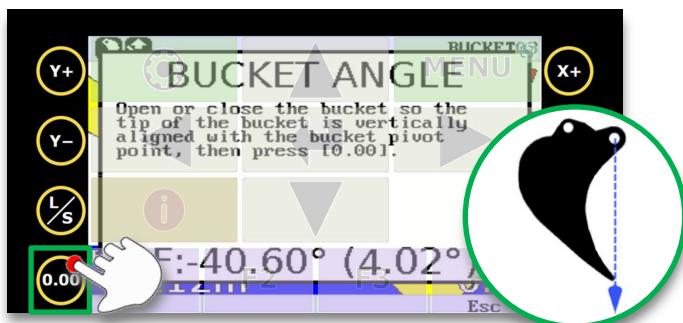 BUCKET
MENU
Y+
X+
BUCKET ANGLE
Open or close the bucket so the
tip of the bucket is vertically
aligned with the bucket pivot
point, then press [0.00].
Y-
L/S
i
0.00
F:-40.60° (4.02°)
F2
F3
Esc